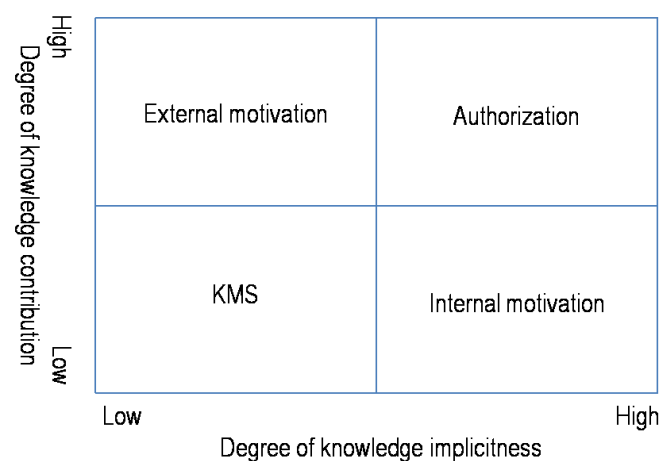 High
Degree of knowledge contribution
Low
External motivation
Authorization
KMS
Internal motivation
Low
High
Degree of knowledge implicitness